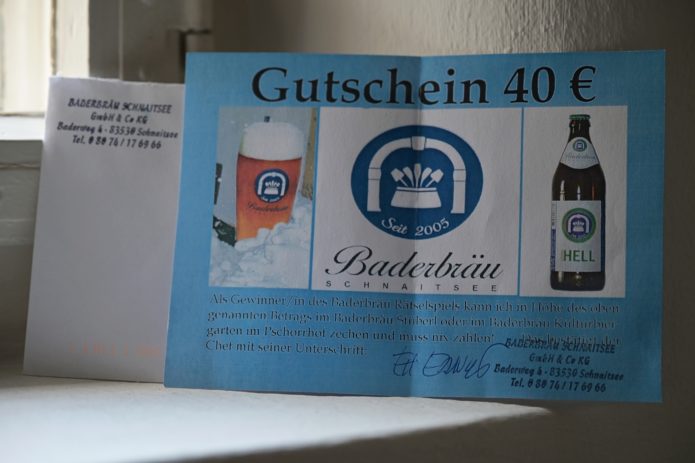 BADERBRÄU SCHNAITSEE
GmbH & Co KG
Baderweg 4 - 83530 Schnaitsee
Tel. 0 80 74 / 17 69 66
Gutschein 40 €
Seit 2005
Baderbräu
SCHNAITSEE
Baderbräu
HELL
Als Gewinner/in des Baderbräu Rätselspiels kann ich in Höhe des oben
genannten Betrags im Baderbräu Stüberl oder im Baderbräu Kulturbier
garten im Pschorrhof zechen und muss nix zahlen! Das bestätigt der
Chef mit seiner Unterschrift:
BADERBRÄU SCHNAITSEE
GmbH & Co KG
Baderweg 4 - 83530 Schnaitsee
Tel. 0 80 74 / 17 69 66